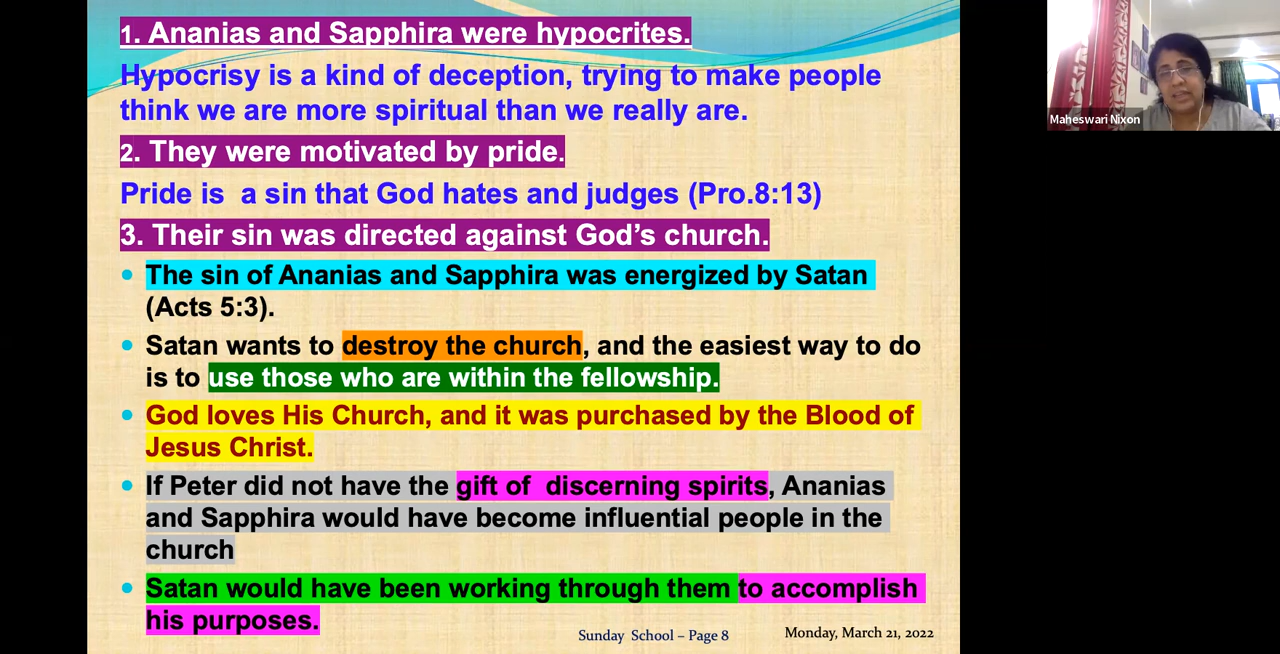 1. Ananias and Sapphira were hypocrites.
Hypocrisy is a kind of deception, trying to make people
think we are more spiritual than we really are.
2. They were motivated by pride.
Pride is  a sin that God hates and judges (Pro.8:13)
3. Their sin was directed against God’s church.
• The sin of Ananias and Sapphira was energized by Satan
(Acts 5:3).
• Satan wants to destroy the church, and the easiest way to do
is to use those who are within the fellowship.
• God loves His Church, and it was purchased by the Blood of
Jesus Christ.
• If Peter did not have the gift of  discerning spirits, Ananias
and Sapphira would have become influential people in the
church
• Satan would have been working through them to accomplish
his purposes.
Sunday  School – Page 8
Monday, March 21, 2022
Maheswari Nixon